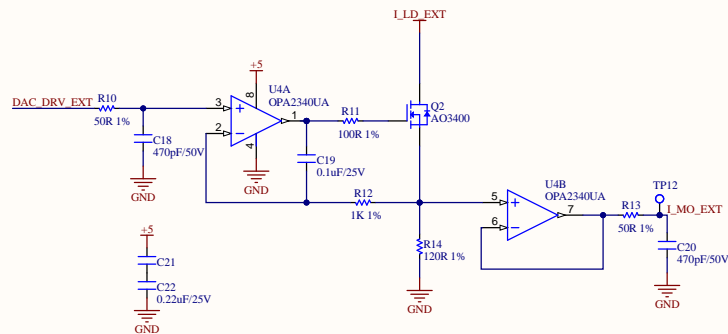 I_LD_EXT
+5
U4A
OPA2340UA
DAC_DRV_EXT
R10
50R 1%
3
8
2
4
1
R11
100R 1%
Q2
AO3400
C18
470pF/50V
GND
GND
C19
0.1uF/25V
R12
1K 1%
U4B
OPA2340UA
5
6
7
TP12
R13
50R 1%
I_MO_EXT
R14
120R 1%
C20
470pF/50V
GND
GND
+5
C21
C22
0.22uF/25V
GND